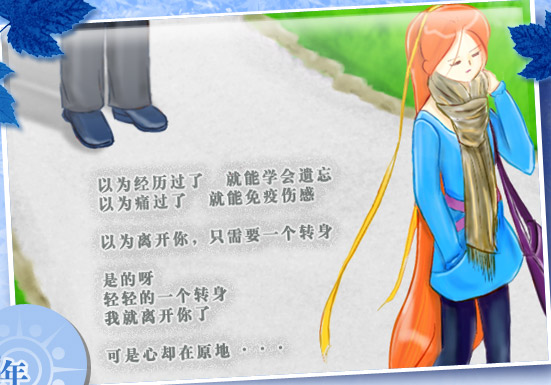 以为经历过了 就能学会遗忘
以为痛过了 就能免疫伤感
以为离开你，只需要一个转身
是的呀
轻轻的一个转身
我就离开你了
可是心却在原地 · · ·
年